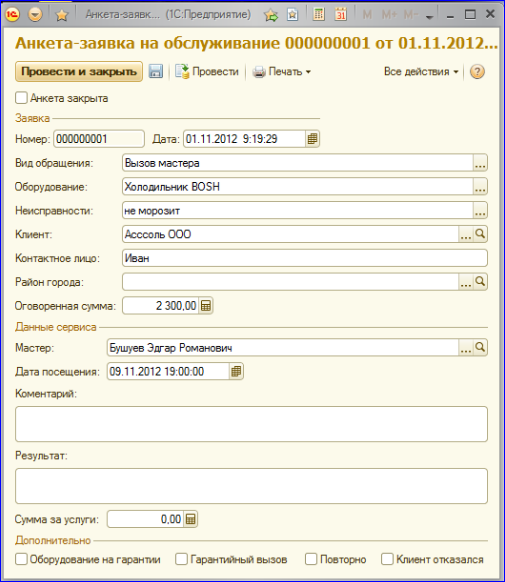 Анкета-заявк... (1С:Предприятие)
M M+ M-
Анкета-заявка на обслуживание 000000001 от 01.11.2012...
Провести и закрыть Провести Печать Все действия ?
Анкета закрыта
Заявка
Номер: 000000001 Дата: 01.11.2012 9:19:29
Вид обращения: Вызов мастера ...
Оборудование: Холодильник BOSH ...
Неисправности: не морозит ...
Клиент: Асссоль ООО ...
Контактное лицо: Иван
Район города: ...
Оговоренная сумма: 2 300,00
Данные сервиса
Мастер: Бушуев Эдгар Романович ...
Дата посещения: 09.11.2012 19:00:00
Коментарий:
Результат:
Сумма за услуги: 0,00
Дополнительно
Оборудование на гарантии Гарантийный вызов Повторно Клиент отказался